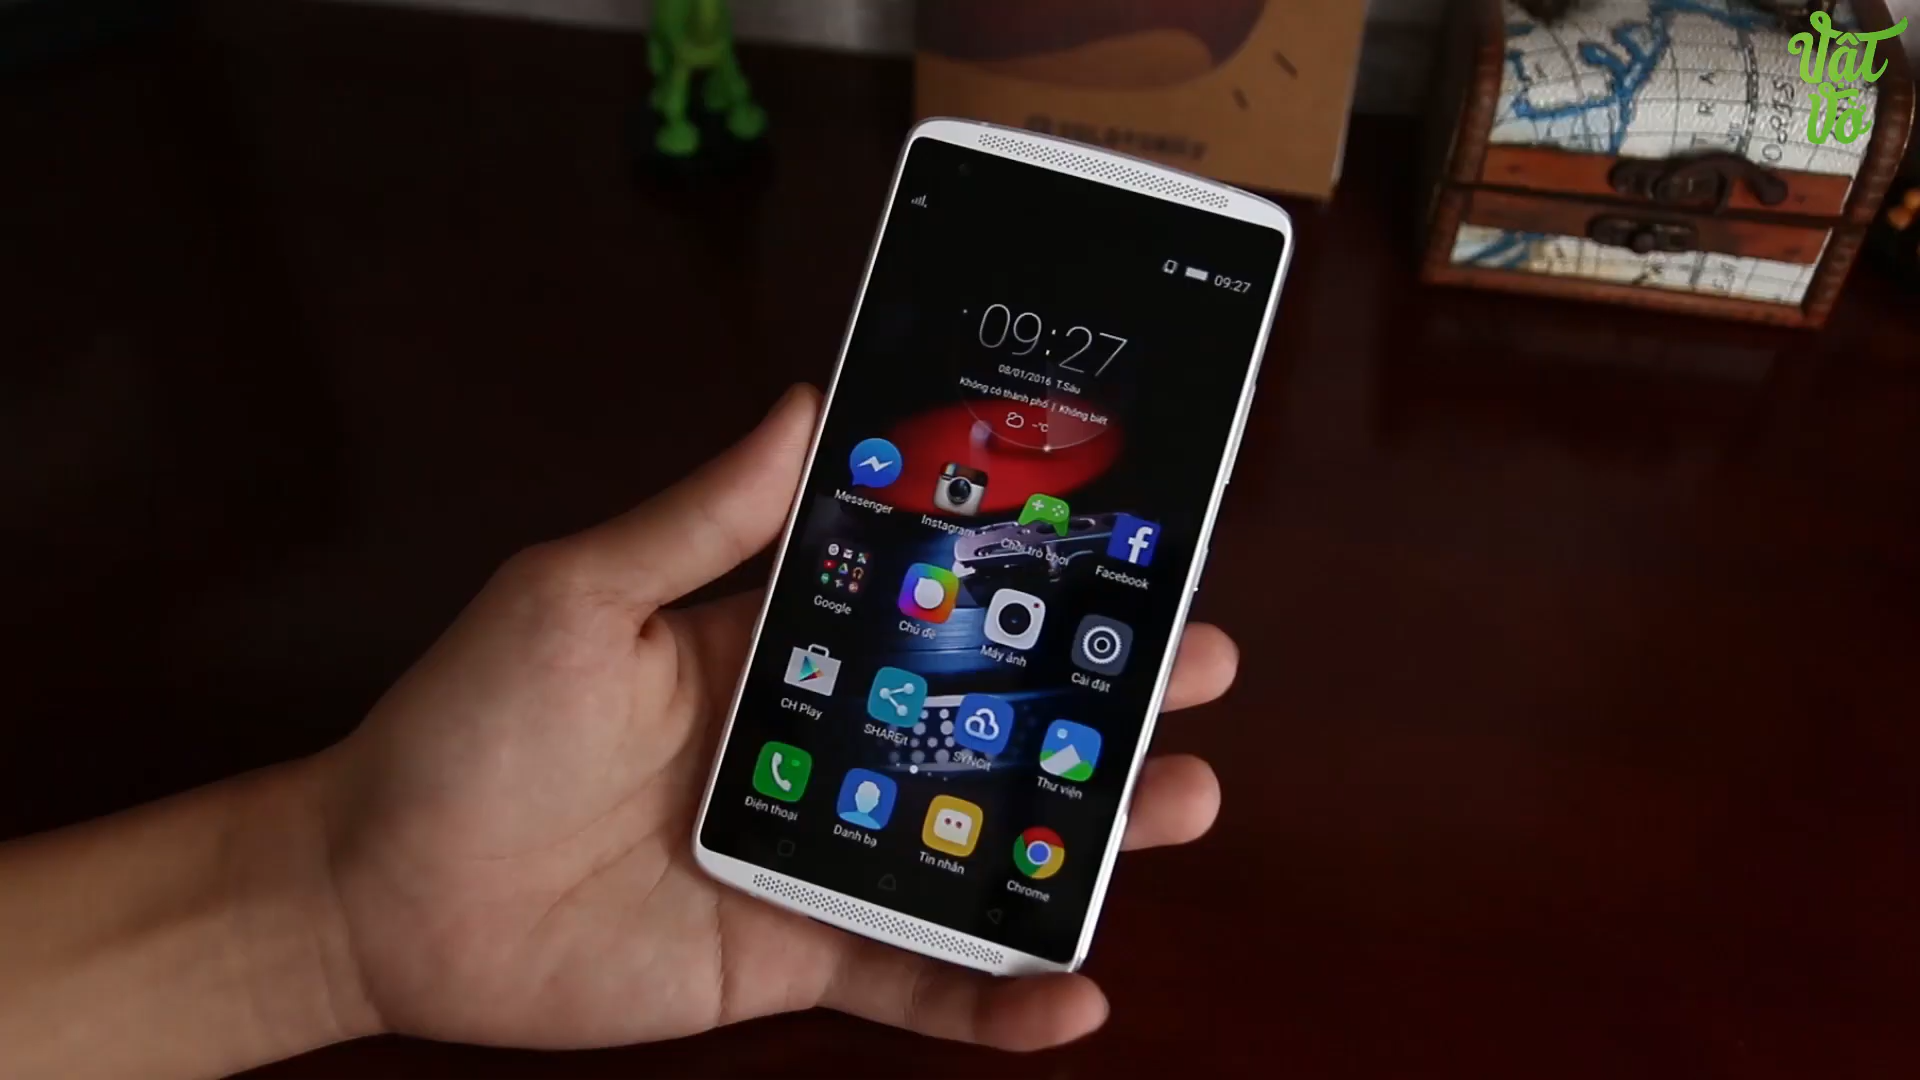 Vật
Vờ
09:27
09:27
08/01/2016 T.Sáu
Không có thành phố | Không biết
-°C
Messenger
Instagram
Chơi trò chơi
Facebook
Google
Chủ đề
Máy ảnh
Cài đặt
CH Play
SHAREit
SYNCit
Thư viện
Điện thoại
Danh bạ
Tin nhắn
Chrome